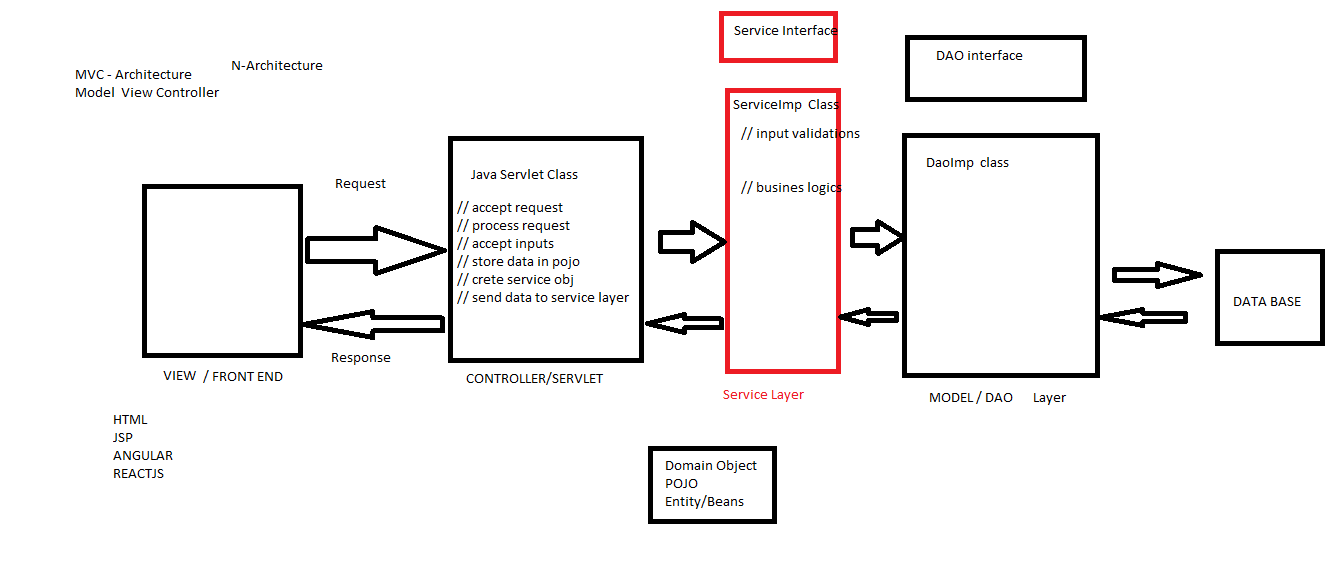 MVC - Architecture
Model View Controller
N-Architecture
Service Interface
DAO interface
ServiceImp Class
// input validations
// busines logics
DaoImp class
Request
Java Servlet Class
// accept request
// process request
// accept inputs
// store data in pojo
// crete service obj
// send data to service layer
DATA BASE
Response
VIEW / FRONT END
CONTROLLER/SERVLET
Service Layer
MODEL / DAO Layer
HTML
JSP
ANGULAR
REACTJS
Domain Object
POJO
Entity/Beans